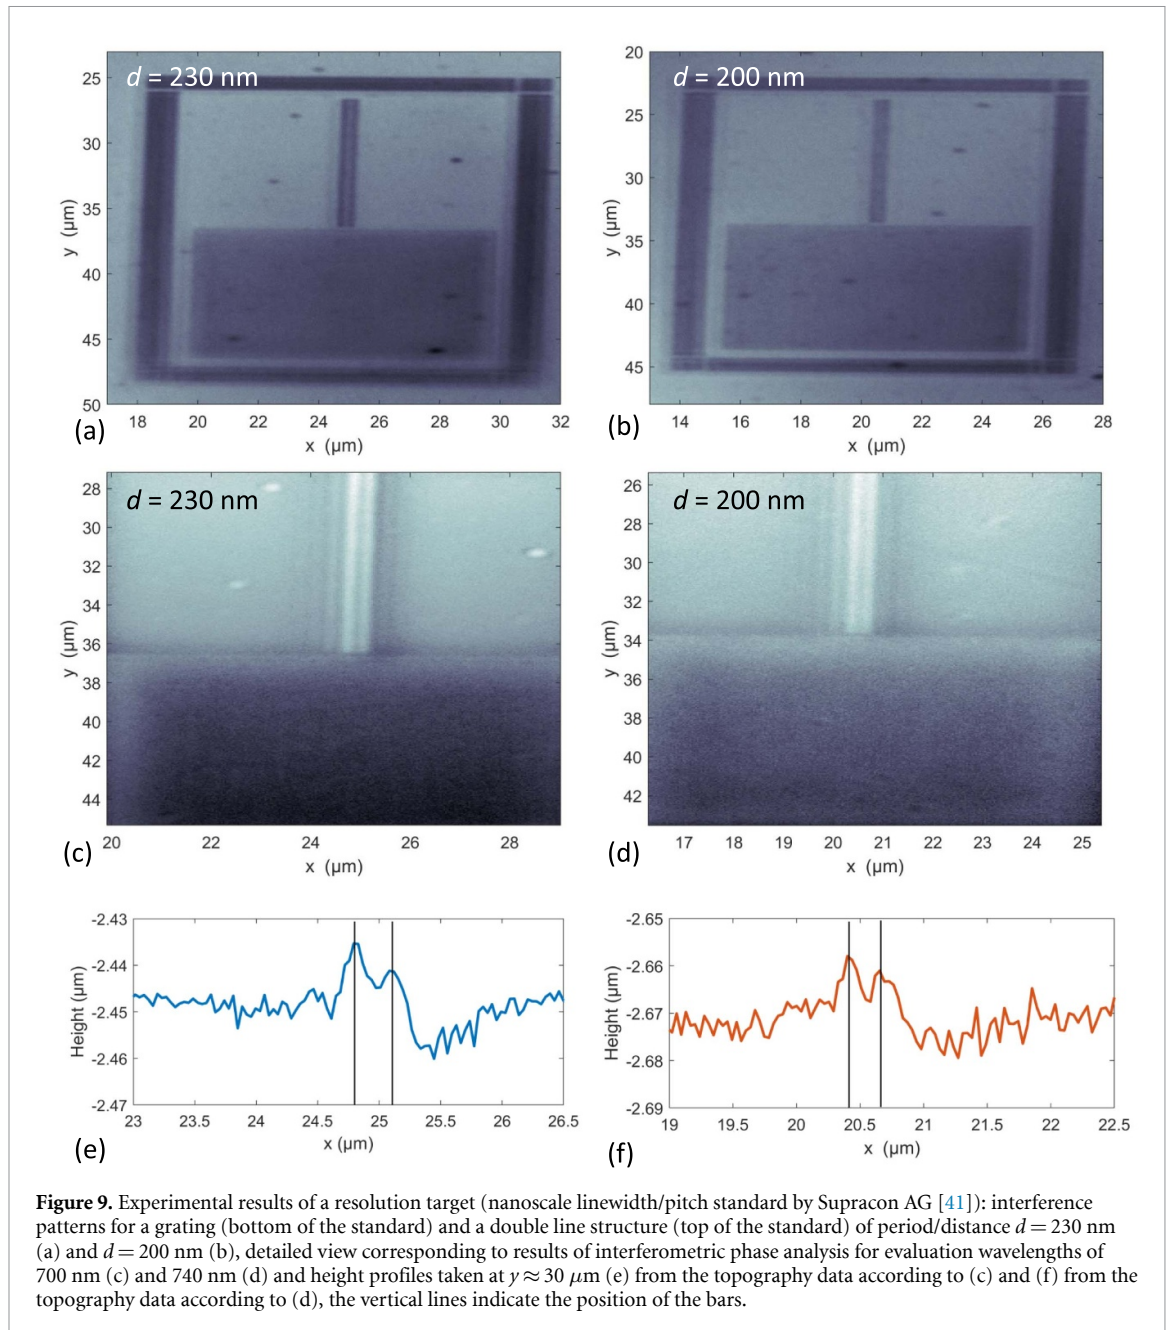 d = 230 nm
25
30
35
40
45
50
y (µm)
18 20 22 24 26 28 30 32
x (µm)
(a)
d = 200 nm
20
25
30
35
40
45
y (µm)
14 16 18 20 22 24 26 28
x (µm)
(b)
d = 230 nm
28
30
32
34
36
38
40
42
44
y (µm)
20 22 24 26 28
x (µm)
(c)
d = 200 nm
26
28
30
32
34
36
38
40
42
y (µm)
17 18 19 20 21 22 23 24 25
x (µm)
(d)
-2.43
-2.44
-2.45
-2.46
-2.47
Height (µm)
23 23.5 24 24.5 25 25.5 26 26.5
x (µm)
(e)
-2.65
-2.66
-2.67
-2.68
-2.69
Height (µm)
19 19.5 20 20.5 21 21.5 22 22.5
x (µm)
(f)
Figure 9. Experimental results of a resolution target (nanoscale linewidth/pitch standard by Supracon AG [41]): interference
patterns for a grating (bottom of the standard) and a double line structure (top of the standard) of period/distance d = 230 nm
(a) and d = 200 nm (b), detailed view corresponding to results of interferometric phase analysis for evaluation wavelengths of
700 nm (c) and 740 nm (d) and height profiles taken at y ≈ 30 µm (e) from the topography data according to (c) and (f) from the
topography data according to (d), the vertical lines indicate the position of the bars.